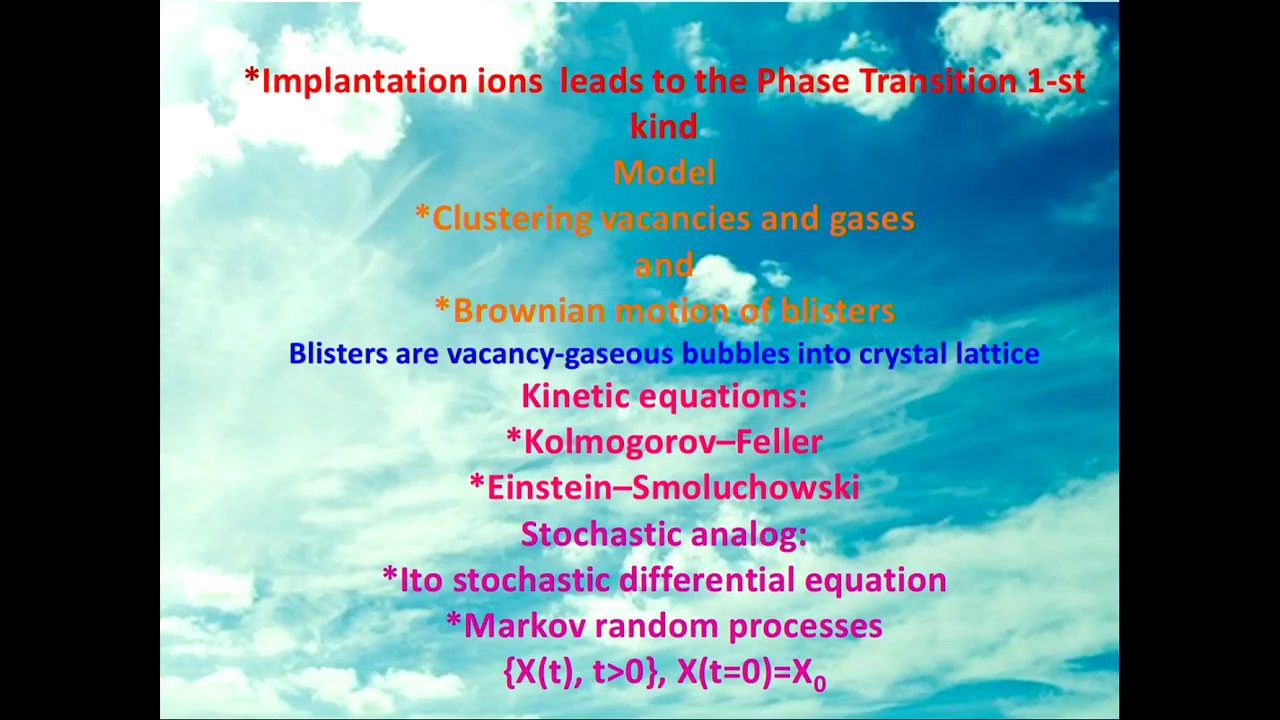 *Implantation ions  leads to the Phase Transition 1-st
kind
Model
*Clustering vacancies and gases
and
*Brownian motion of blisters
Blisters are vacancy-gaseous bubbles into crystal lattice
Kinetic equations:
*Kolmogorov–Feller
*Einstein–Smoluchowski
Stochastic analog:
*Ito stochastic differential equation
*Markov random processes
{X(t), t>0}, X(t=0)=X₀